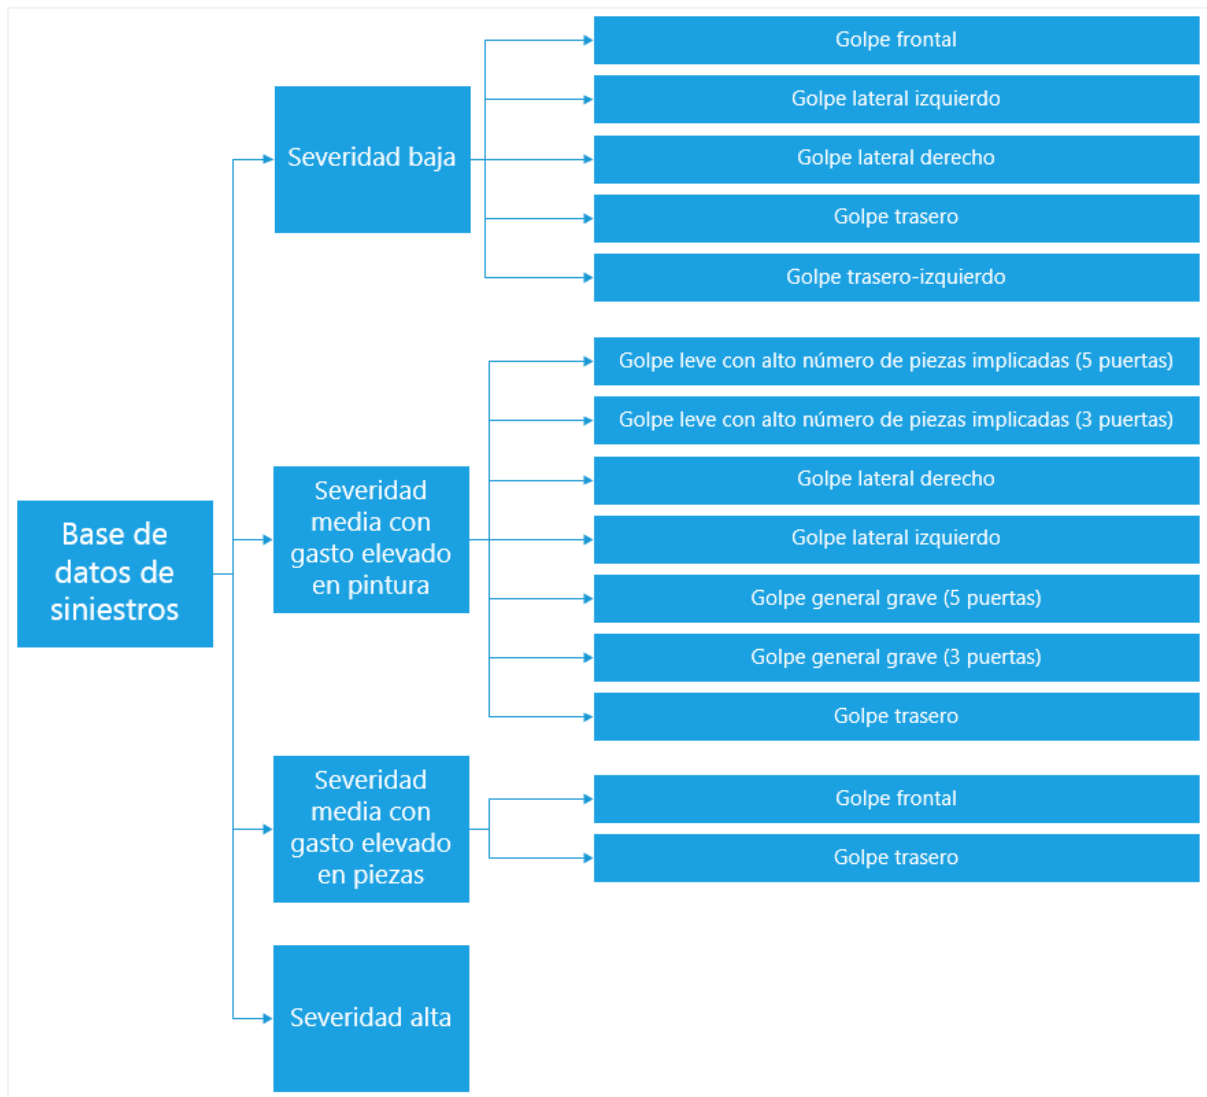 Base de
datos de
siniestros
Severidad baja
Golpe frontal
Golpe lateral izquierdo
Golpe lateral derecho
Golpe trasero
Golpe trasero-izquierdo
Severidad
media con
gasto elevado
en pintura
Golpe leve con alto número de piezas implicadas (5 puertas)
Golpe leve con alto número de piezas implicadas (3 puertas)
Golpe lateral derecho
Golpe lateral izquierdo
Golpe general grave (5 puertas)
Golpe general grave (3 puertas)
Golpe trasero
Severidad
media con
gasto elevado
en piezas
Golpe frontal
Golpe trasero
Severidad alta